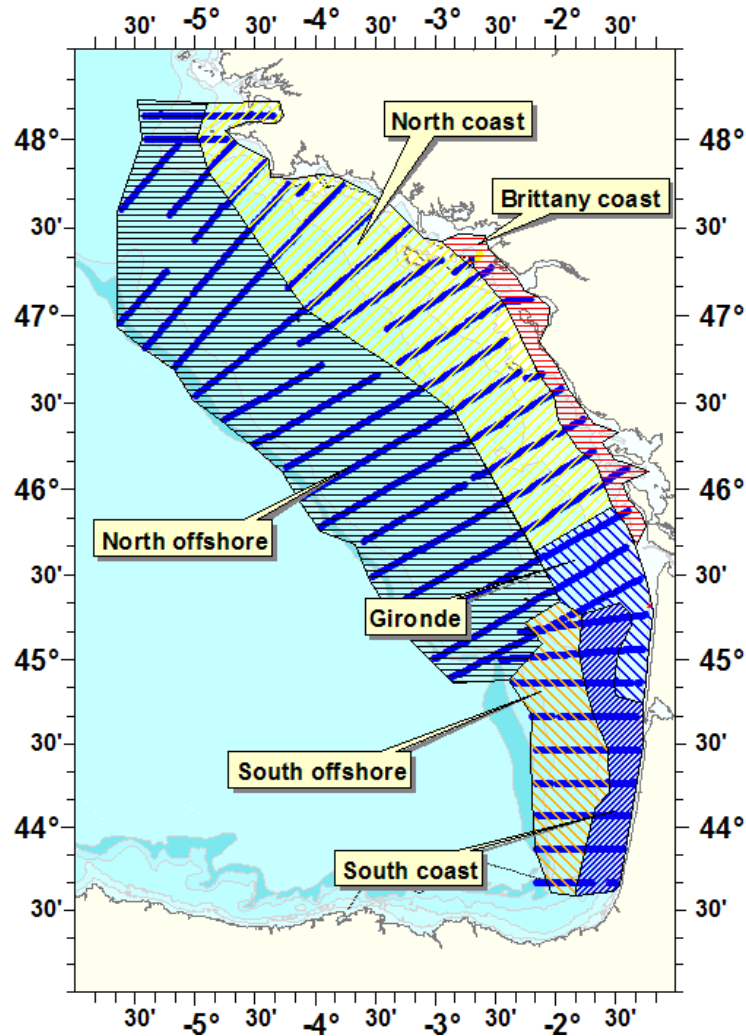 30' -5° 30' -4° 30' -3° 30' -2° 30'
North coast
48° 48°
Brittany coast
30' 30'
47° 47°
30' 30'
46° 46°
North offshore
30' 30'
Gironde
45° 45°
30' 30'
South offshore
44° 44°
South coast
30' 30'
30' -5° 30' -4° 30' -3° 30' -2° 30'